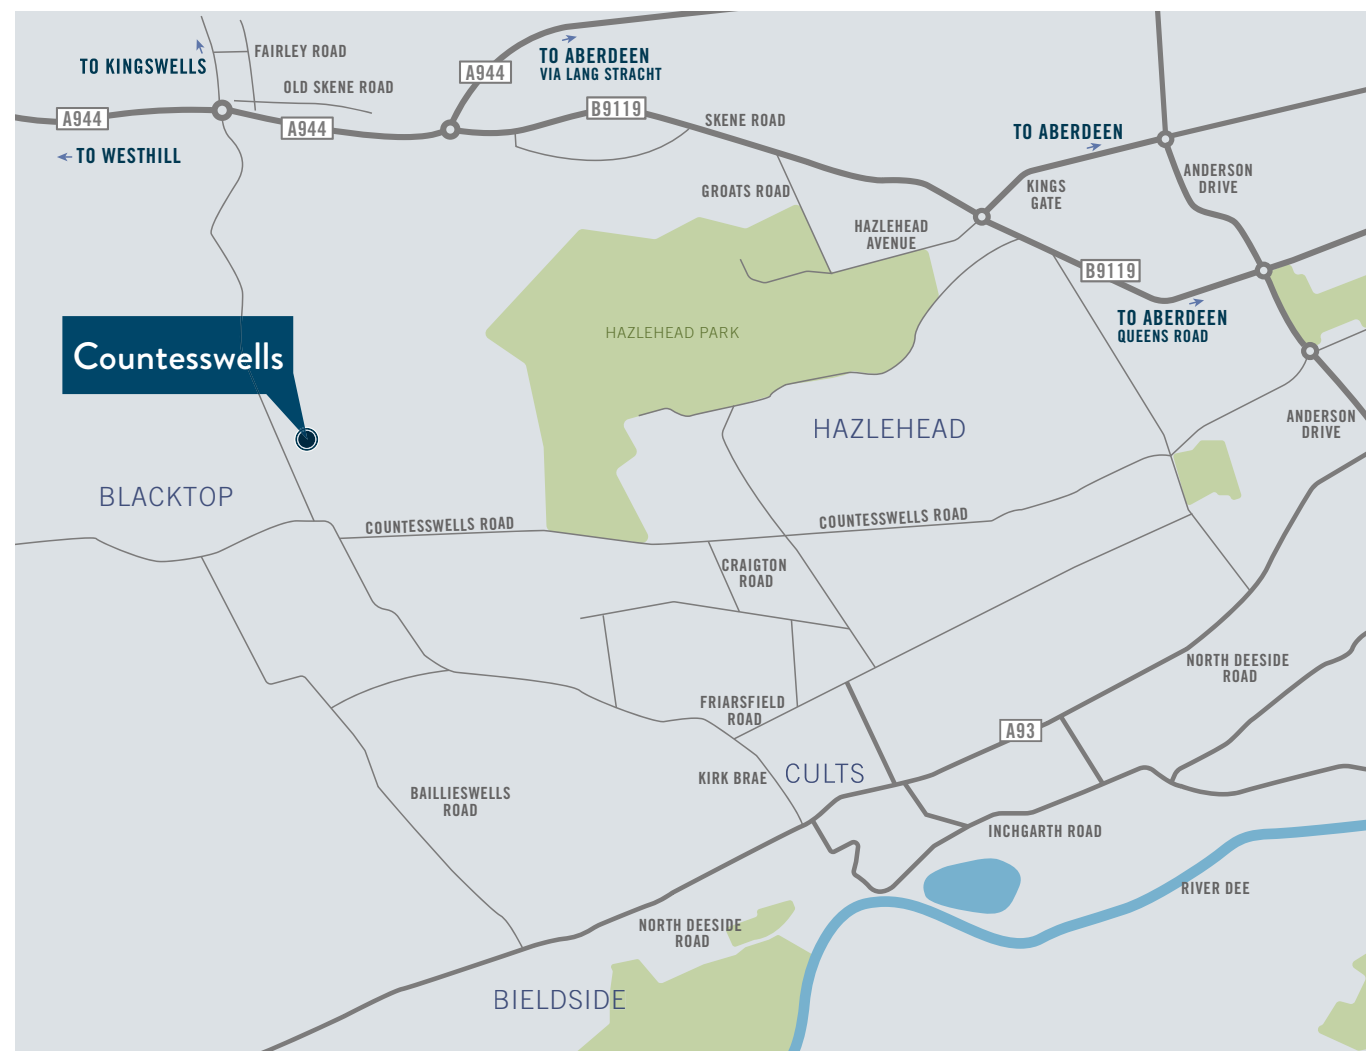 FAIRLEY ROAD
TO KINGSWELLS
OLD SKENE ROAD
A944
A944
A944
TO WESTHILL
TO ABERDEEN
VIA LANG STRACHT
B9119
SKENE ROAD
TO ABERDEEN
ANDERSON
DRIVE
KINGS
GATE
GROATS ROAD
HAZLEHEAD
AVENUE
B9119
TO ABERDEEN
QUEENS ROAD
HAZLEHEAD PARK
Countesswells
HAZLEHEAD
ANDERSON
DRIVE
BLACKTOP
COUNTESSWELLS ROAD
COUNTESSWELLS ROAD
CRAIGTON
ROAD
NORTH DEESIDE
ROAD
FRIARSFIELD
ROAD
A93
KIRK BRAE
CULTS
BAILLIESWELLS
ROAD
INCHGARTH ROAD
RIVER DEE
NORTH DEESIDE
ROAD
BIELDSIDE